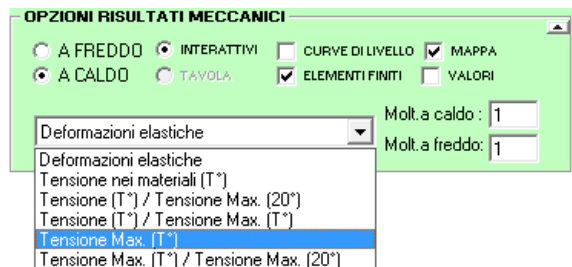 OPZIONI RISULTATI MECCANICI
A FREDDO INTERATTIVI CURVE DI LIVELLO MAPPA
A CALDO TAVOLA ELEMENTI FINITI VALORI
Molt.a caldo : 1
Deformazioni elastiche
Molt.a freddo: 1
Deformazioni elastiche
Tensione nei materiali (T°)
Tensione (T°) / Tensione Max. (20°)
Tensione (T°) / Tensione Max. (T°)
Tensione Max. (T°)
Tensione Max. (T°) / Tensione Max. (20°)